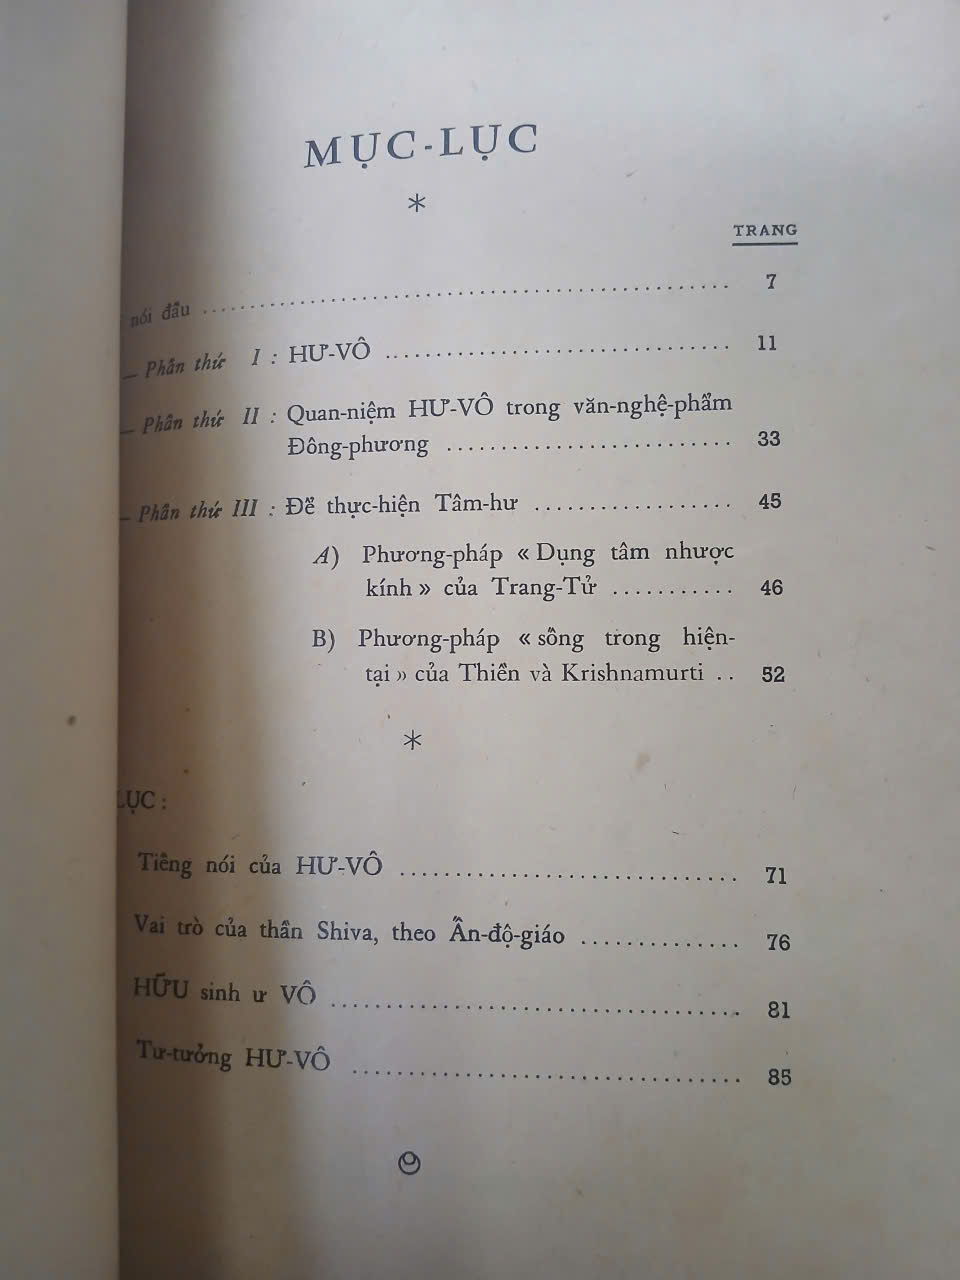 MỤC-LỤC
*
TRANG
nói đầu ........ 7
— Phần thứ I : HƯ-VÔ ........ 11
— Phần thứ II : Quan-niệm HƯ-VÔ trong văn-nghệ-phẩm
Đông-phương ........ 33
— Phần thứ III : Để thực-hiện Tâm-hư ........ 45
A) Phương-pháp « Dụng tâm nhược
kính » của Trang-Tử ........ 46
B) Phương-pháp « sống trong hiện-
tại » của Thiền và Krishnamurti .. 52
*
LỤC :
Tiếng nói của HƯ-VÔ ........ 71
Vai trò của thần Shiva, theo Ấn-độ-giáo ........ 76
HỮU sinh ư VÔ ........ 81
Tư-tưởng HƯ-VÔ ........ 85